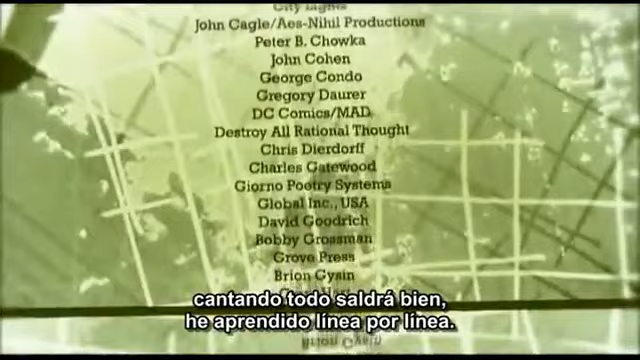 City Lights
John Cagle/Aes-Nihil Productions
Peter B. Chowka
John Cohen
George Condo
Gregory Daurer
DC Comics/MAD
Destroy All Rational Thought
Chris Dierdorff
Charles Gatewood
Giorno Poetry Systems
Global Inc., USA
David Goodrich
Bobby Grossman
Grove Press
Brion Gysin
cantando todo saldrá bien,
he aprendido línea por línea.